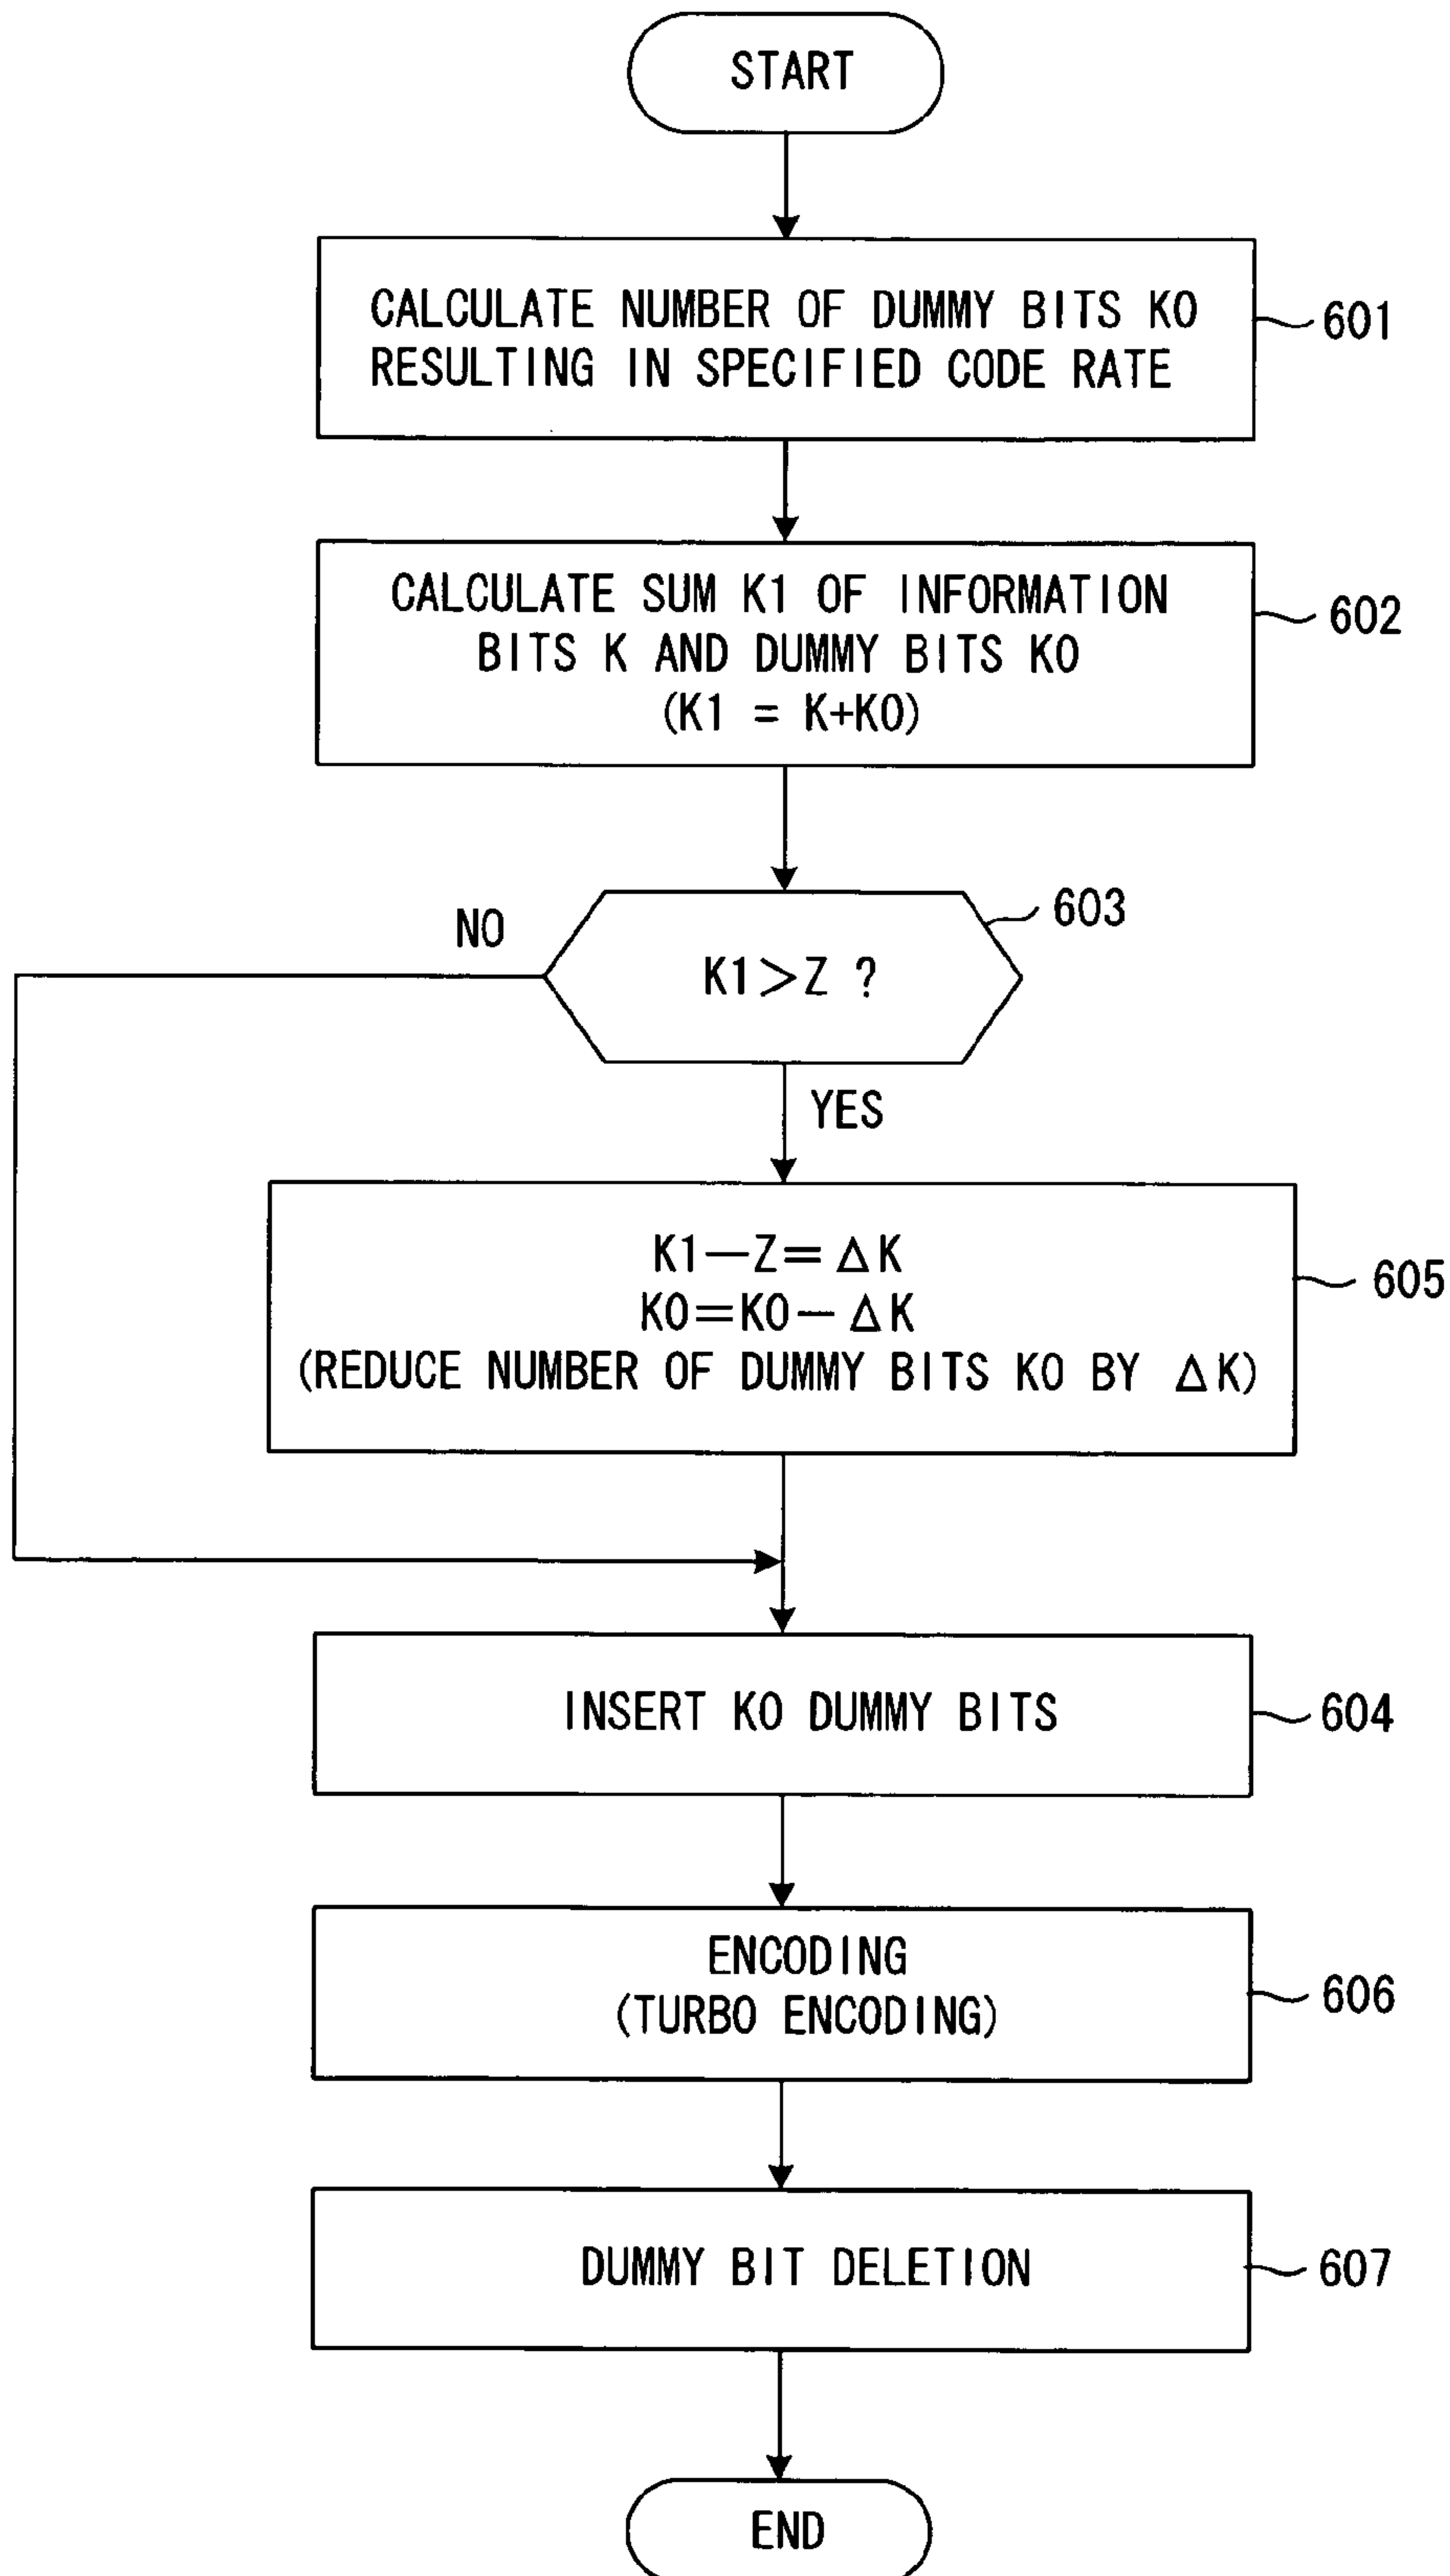 START
CALCULATE NUMBER OF DUMMY BITS K0
RESULTING IN SPECIFIED CODE RATE
601
CALCULATE SUM K1 OF INFORMATION
BITS K AND DUMMY BITS K0
(K1 = K+K0)
602
603
NO
K1>Z ?
YES
K1−Z=ΔK
K0=K0−ΔK
(REDUCE NUMBER OF DUMMY BITS K0 BY ΔK)
605
INSERT K0 DUMMY BITS
604
ENCODING
(TURBO ENCODING)
606
DUMMY BIT DELETION
607
END